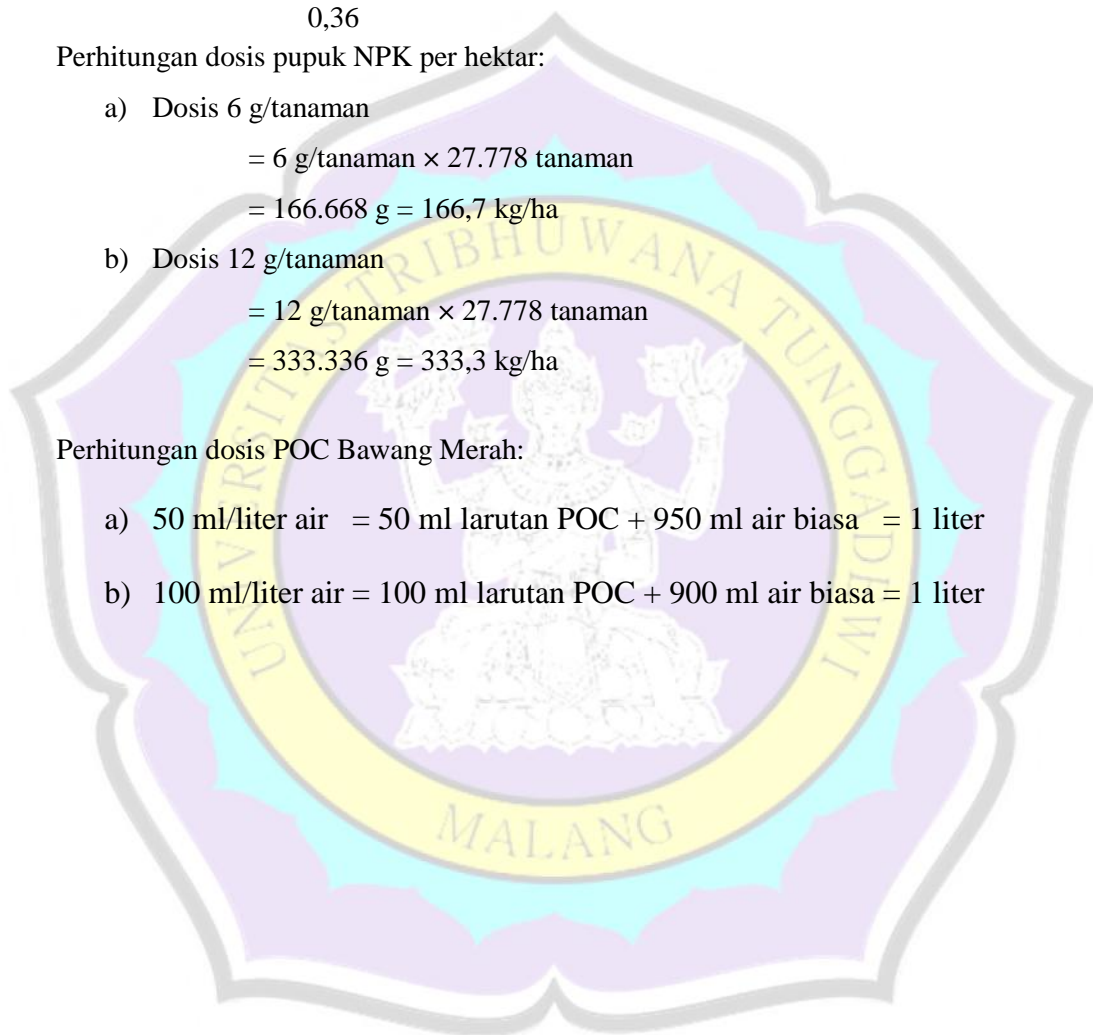 0,36
Perhitungan dosis pupuk NPK per hektar:
a) Dosis 6 g/tanaman
= 6 g/tanaman × 27.778 tanaman
= 166.668 g = 166,7 kg/ha
b) Dosis 12 g/tanaman
= 12 g/tanaman × 27.778 tanaman
= 333.336 g = 333,3 kg/ha
Perhitungan dosis POC Bawang Merah:
a) 50 ml/liter air = 50 ml larutan POC + 950 ml air biasa = 1 liter
b) 100 ml/liter air = 100 ml larutan POC + 900 ml air biasa = 1 liter
UNIVERSITAS TRIBHUWANA TUNGGADEWI
MALANG